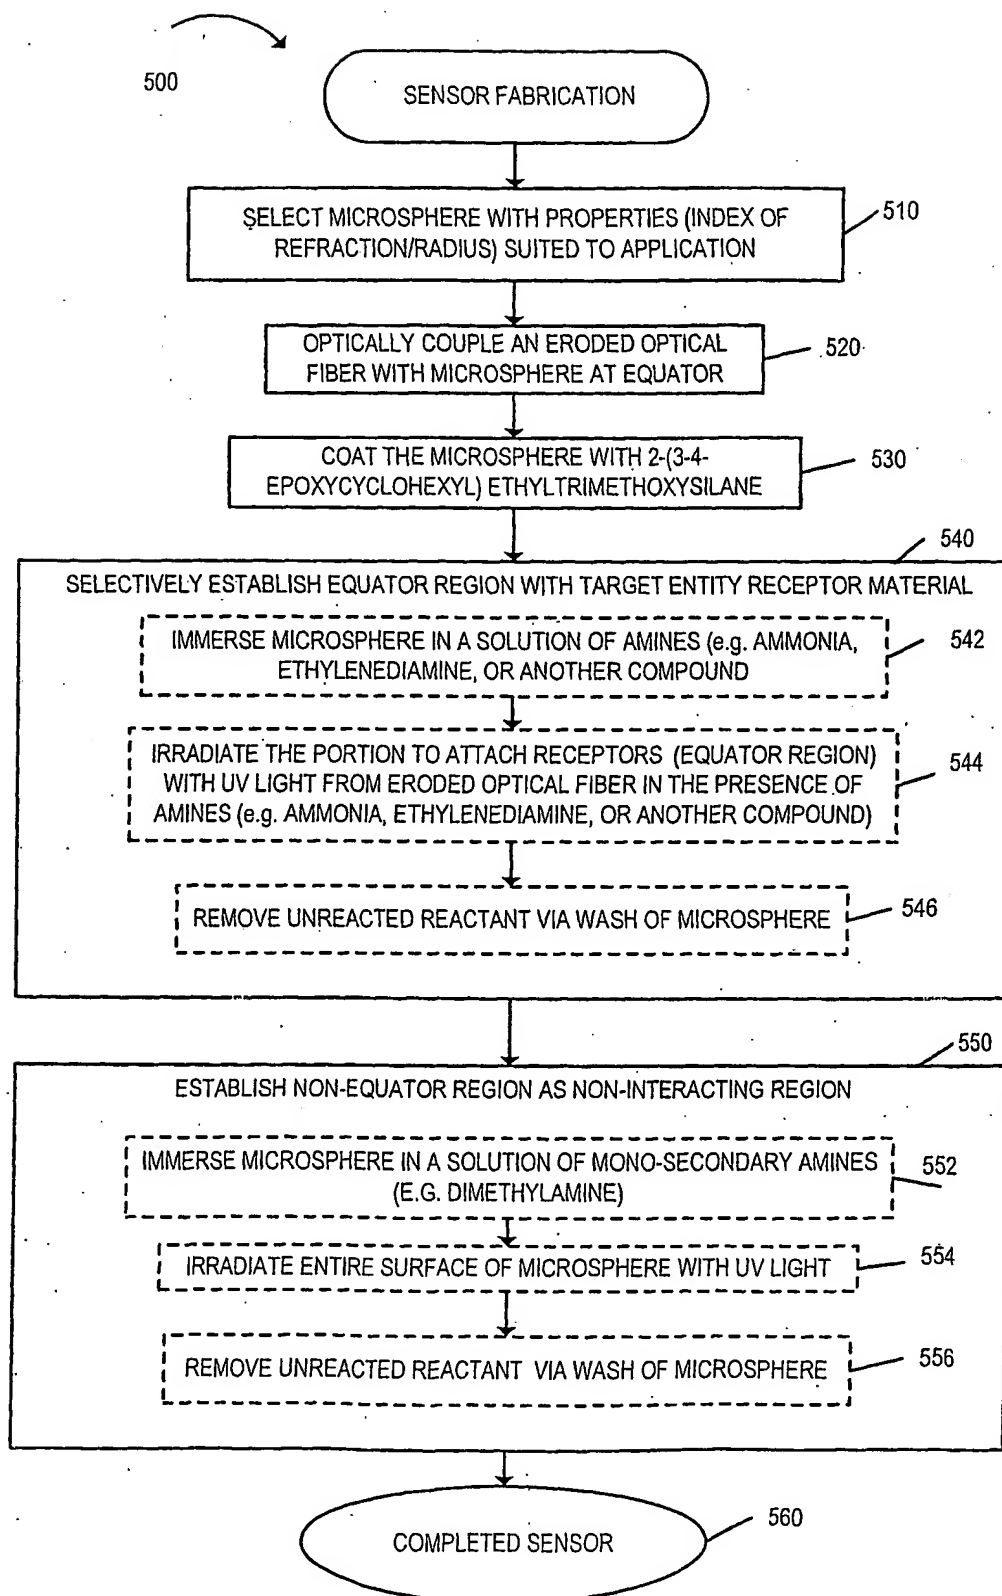 500
SENSOR FABRICATION
SELECT MICROSPHERE WITH PROPERTIES (INDEX OF
REFRACTION/RADIUS) SUITED TO APPLICATION
510
OPTICALLY COUPLE AN ERODED OPTICAL
FIBER WITH MICROSPHERE AT EQUATOR
520
COAT THE MICROSPHERE WITH 2-(3-4-
EPOXYCYCLOHEXYL) ETHYLTRIMETHOXYSILANE
530
540
SELECTIVELY ESTABLISH EQUATOR REGION WITH TARGET ENTITY RECEPTOR MATERIAL
IMMERSE MICROSPHERE IN A SOLUTION OF AMINES (e.g. AMMONIA,
ETHYLENEDIAMINE, OR ANOTHER COMPOUND
542
IRRADIATE THE PORTION TO ATTACH RECEPTORS (EQUATOR REGION)
WITH UV LIGHT FROM ERODED OPTICAL FIBER IN THE PRESENCE OF
AMINES (e.g. AMMONIA, ETHYLENEDIAMINE, OR ANOTHER COMPOUND)
544
REMOVE UNREACTED REACTANT VIA WASH OF MICROSPHERE
546
550
ESTABLISH NON-EQUATOR REGION AS NON-INTERACTING REGION
IMMERSE MICROSPHERE IN A SOLUTION OF MONO-SECONDARY AMINES
(E.G. DIMETHYLAMINE)
552
IRRADIATE ENTIRE SURFACE OF MICROSPHERE WITH UV LIGHT
554
REMOVE UNREACTED REACTANT VIA WASH OF MICROSPHERE
556
COMPLETED SENSOR
560